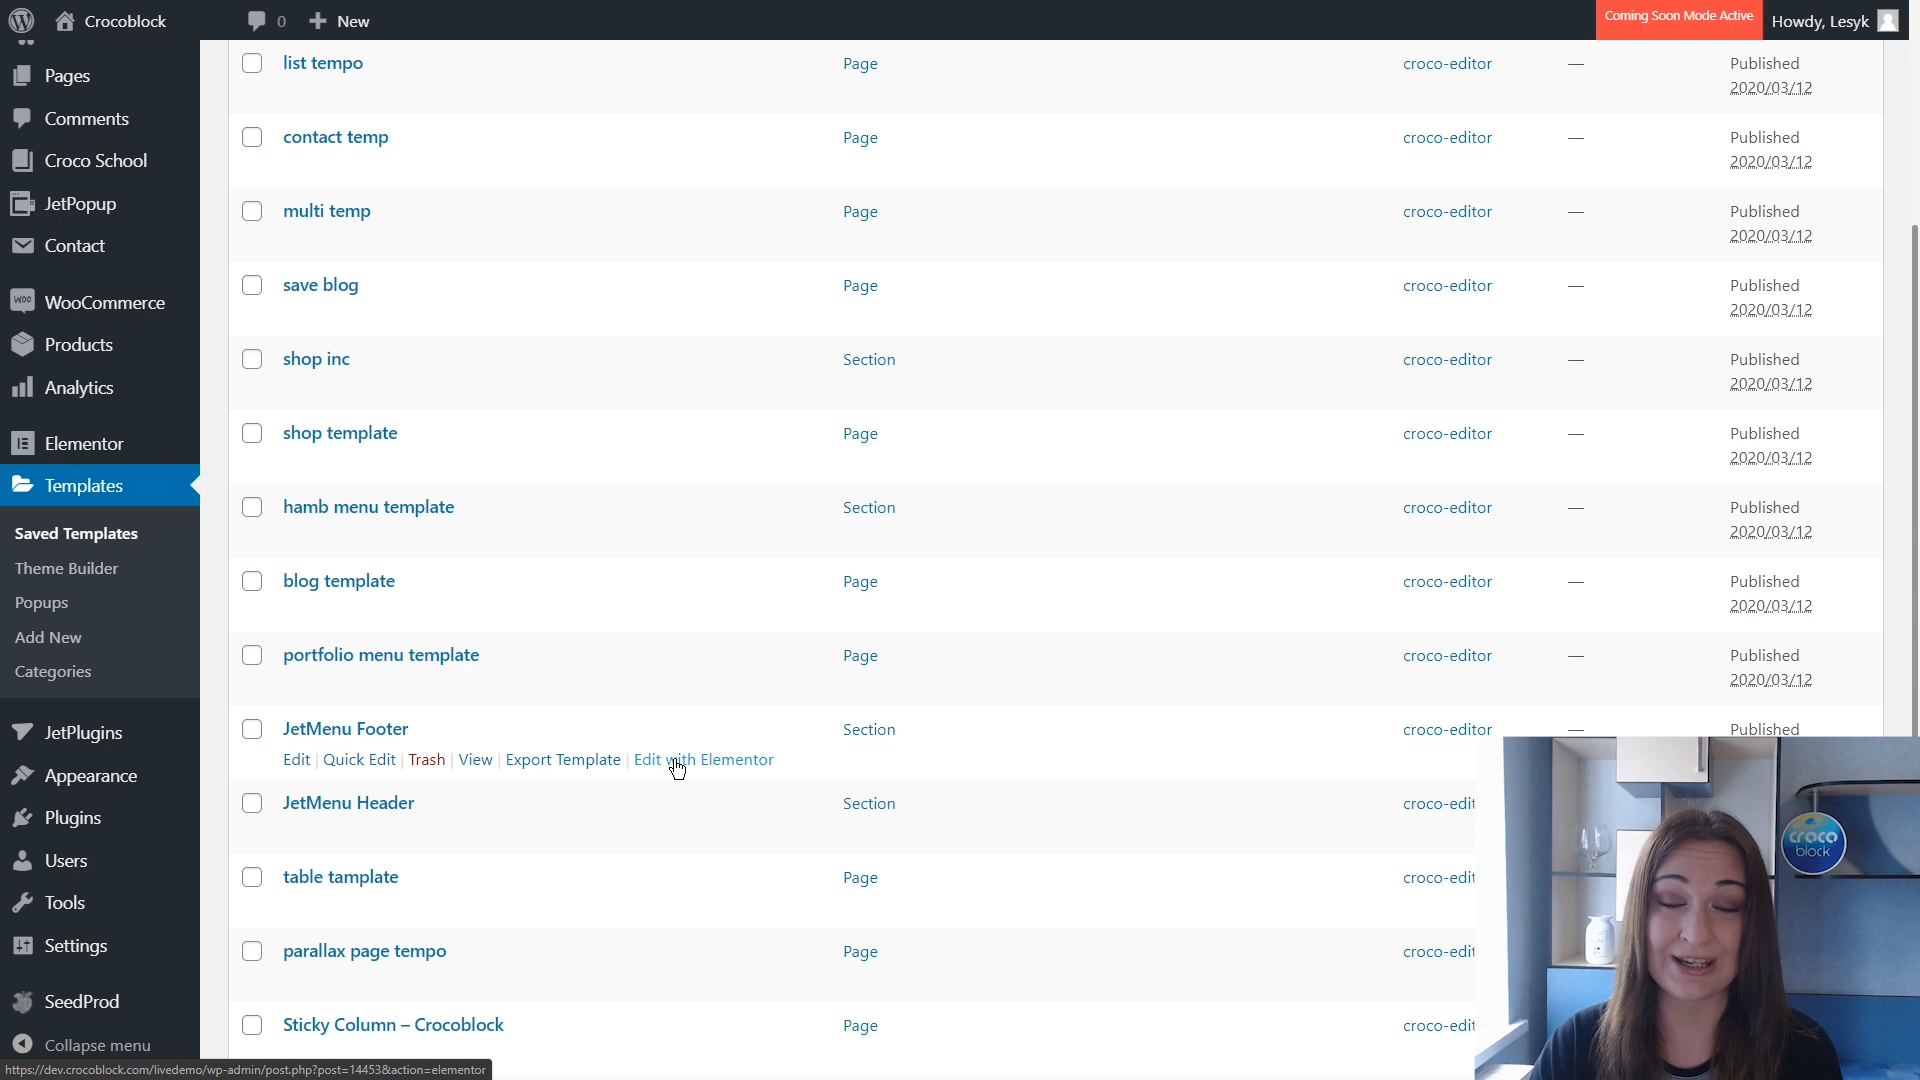 Crocoblock
0
New
Coming Soon Mode Active
Howdy, Lesyk
Pages
Comments
Croco School
JetPopup
Contact
WooCommerce
Products
Analytics
Elementor
Templates
Saved Templates
Theme Builder
Popups
Add New
Categories
JetPlugins
Appearance
Plugins
Users
Tools
Settings
SeedProd
Collapse menu
list tempo Page croco-editor — Published
2020/03/12
contact temp Page croco-editor — Published
2020/03/12
multi temp Page croco-editor — Published
2020/03/12
save blog Page croco-editor — Published
2020/03/12
shop inc Section croco-editor — Published
2020/03/12
shop template Page croco-editor — Published
2020/03/12
hamb menu template Section croco-editor — Published
2020/03/12
blog template Page croco-editor — Published
2020/03/12
portfolio menu template Page croco-editor — Published
2020/03/12
JetMenu Footer Section croco-editor — Published
Edit | Quick Edit | Trash | View | Export Template | Edit with Elementor
JetMenu Header Section croco-edit
table tamplate Page croco-edit
parallax page tempo Page croco-edit
Sticky Column – Crocoblock Page croco-edit
croco
block
https://dev.crocoblock.com/livedemo/wp-admin/post.php?post=14453&action=elementor